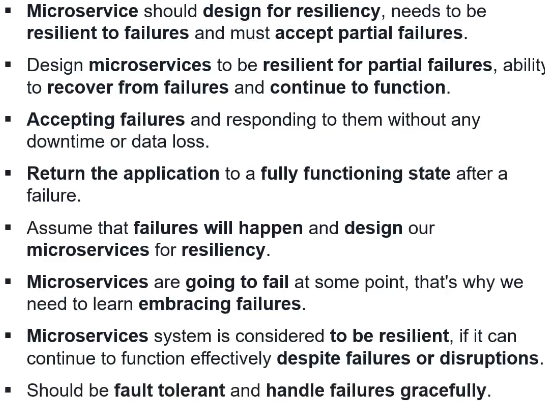 ▪ Microservice should design for resiliency, needs to be
resilient to failures and must accept partial failures.
▪ Design microservices to be resilient for partial failures, ability
to recover from failures and continue to function.
▪ Accepting failures and responding to them without any
downtime or data loss.
▪ Return the application to a fully functioning state after a
failure.
▪ Assume that failures will happen and design our
microservices for resiliency.
▪ Microservices are going to fail at some point, that's why we
need to learn embracing failures.
▪ Microservices system is considered to be resilient, if it can
continue to function effectively despite failures or disruptions.
▪ Should be fault tolerant and handle failures gracefully.